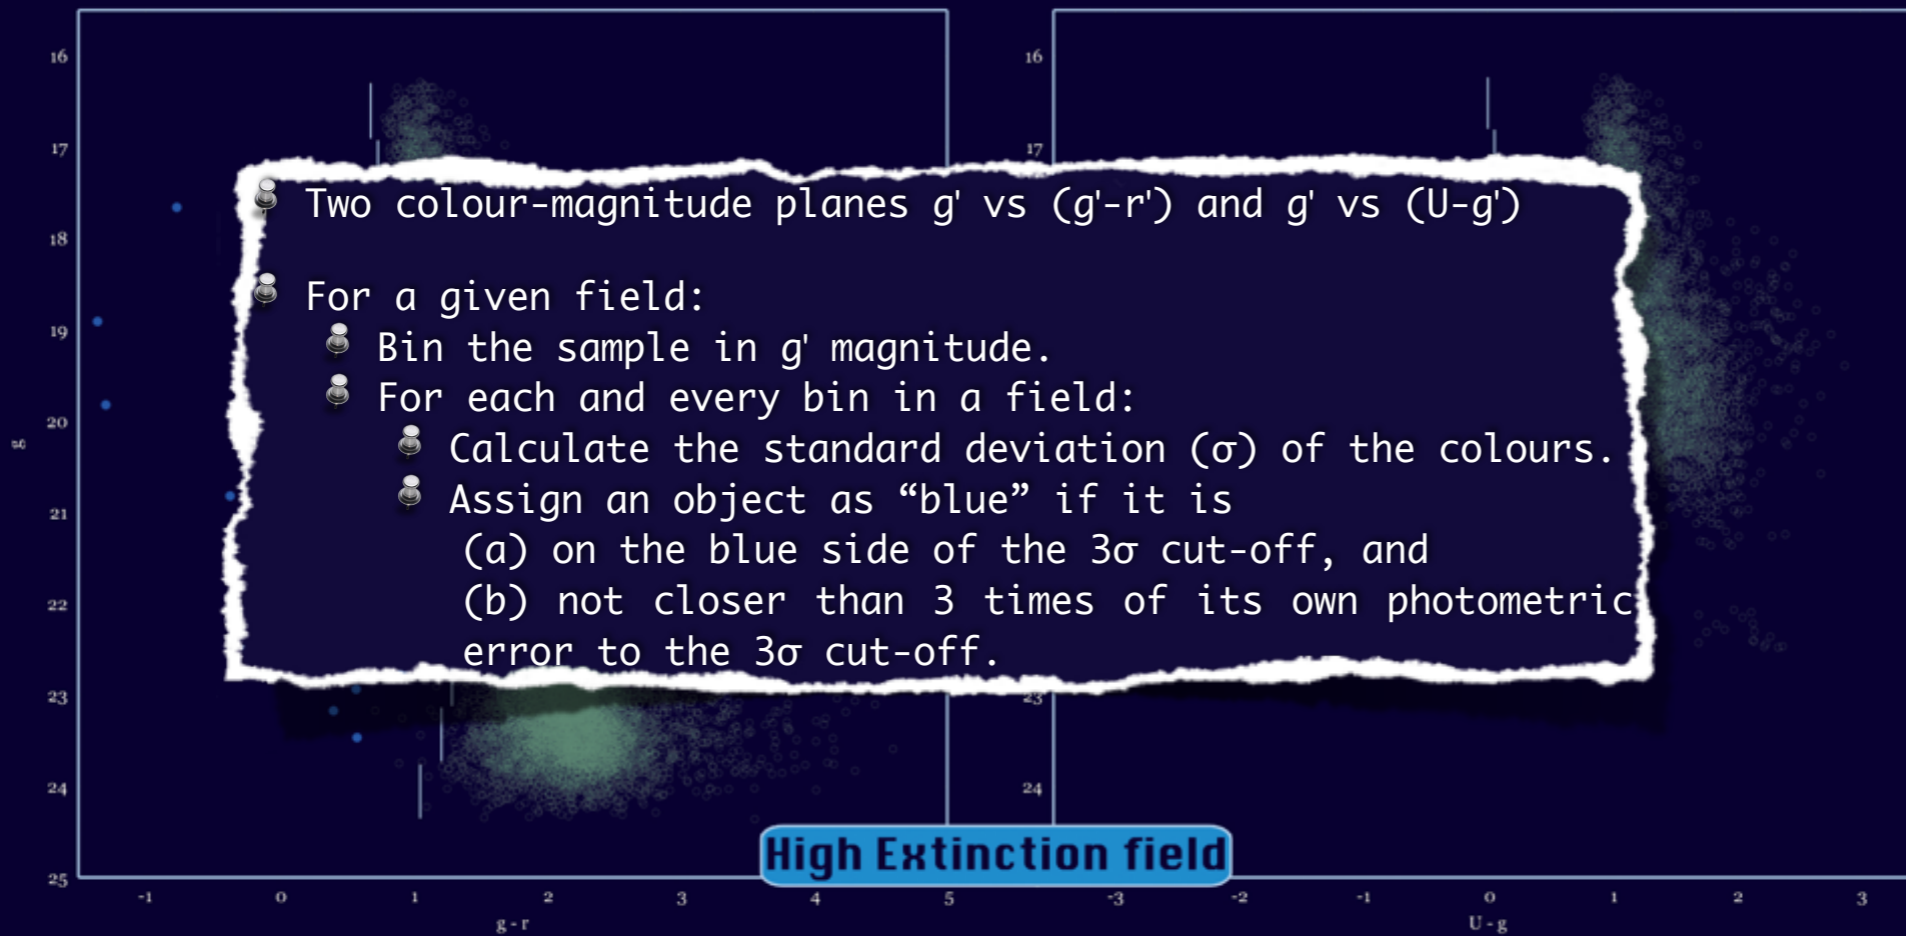 Two colour-magnitude planes g' vs (g'-r') and g' vs (U-g')
For a given field:
Bin the sample in g' magnitude.
For each and every bin in a field:
Calculate the standard deviation (σ) of the colours.
Assign an object as “blue” if it is
(a) on the blue side of the 3σ cut-off, and
(b) not closer than 3 times of its own photometric
error to the 3σ cut-off.
High Extinction field
16
17
18
19
20
21
22
23
24
25
g
-1 0 1 2 3 4 5
g - r
16
17
23
24
-3 -2 -1 0 1 2 3
U - g